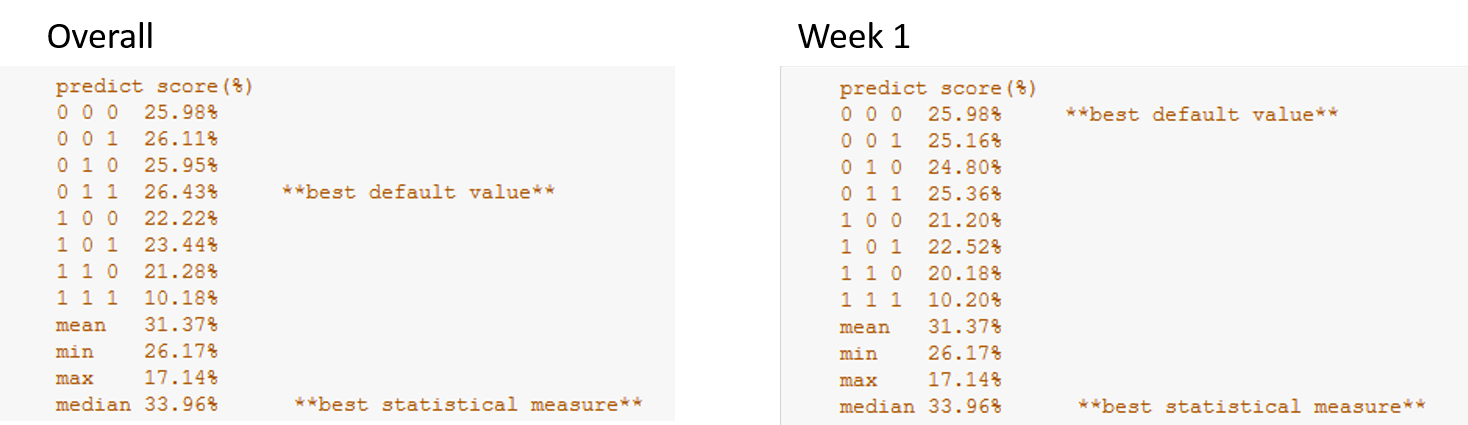 Overall
predict score(%)
0 0 0 25.98%
0 0 1 26.11%
0 1 0 25.95%
0 1 1 26.43% **best default value**
1 0 0 22.22%
1 0 1 23.44%
1 1 0 21.28%
1 1 1 10.18%
mean 31.37%
min 26.17%
max 17.14%
median 33.96% **best statistical measure**
Week 1
predict score(%)
0 0 0 25.98% **best default value**
0 0 1 25.16%
0 1 0 24.80%
0 1 1 25.36%
1 0 0 21.20%
1 0 1 22.52%
1 1 0 20.18%
1 1 1 10.20%
mean 31.37%
min 26.17%
max 17.14%
median 33.96% **best statistical measure**